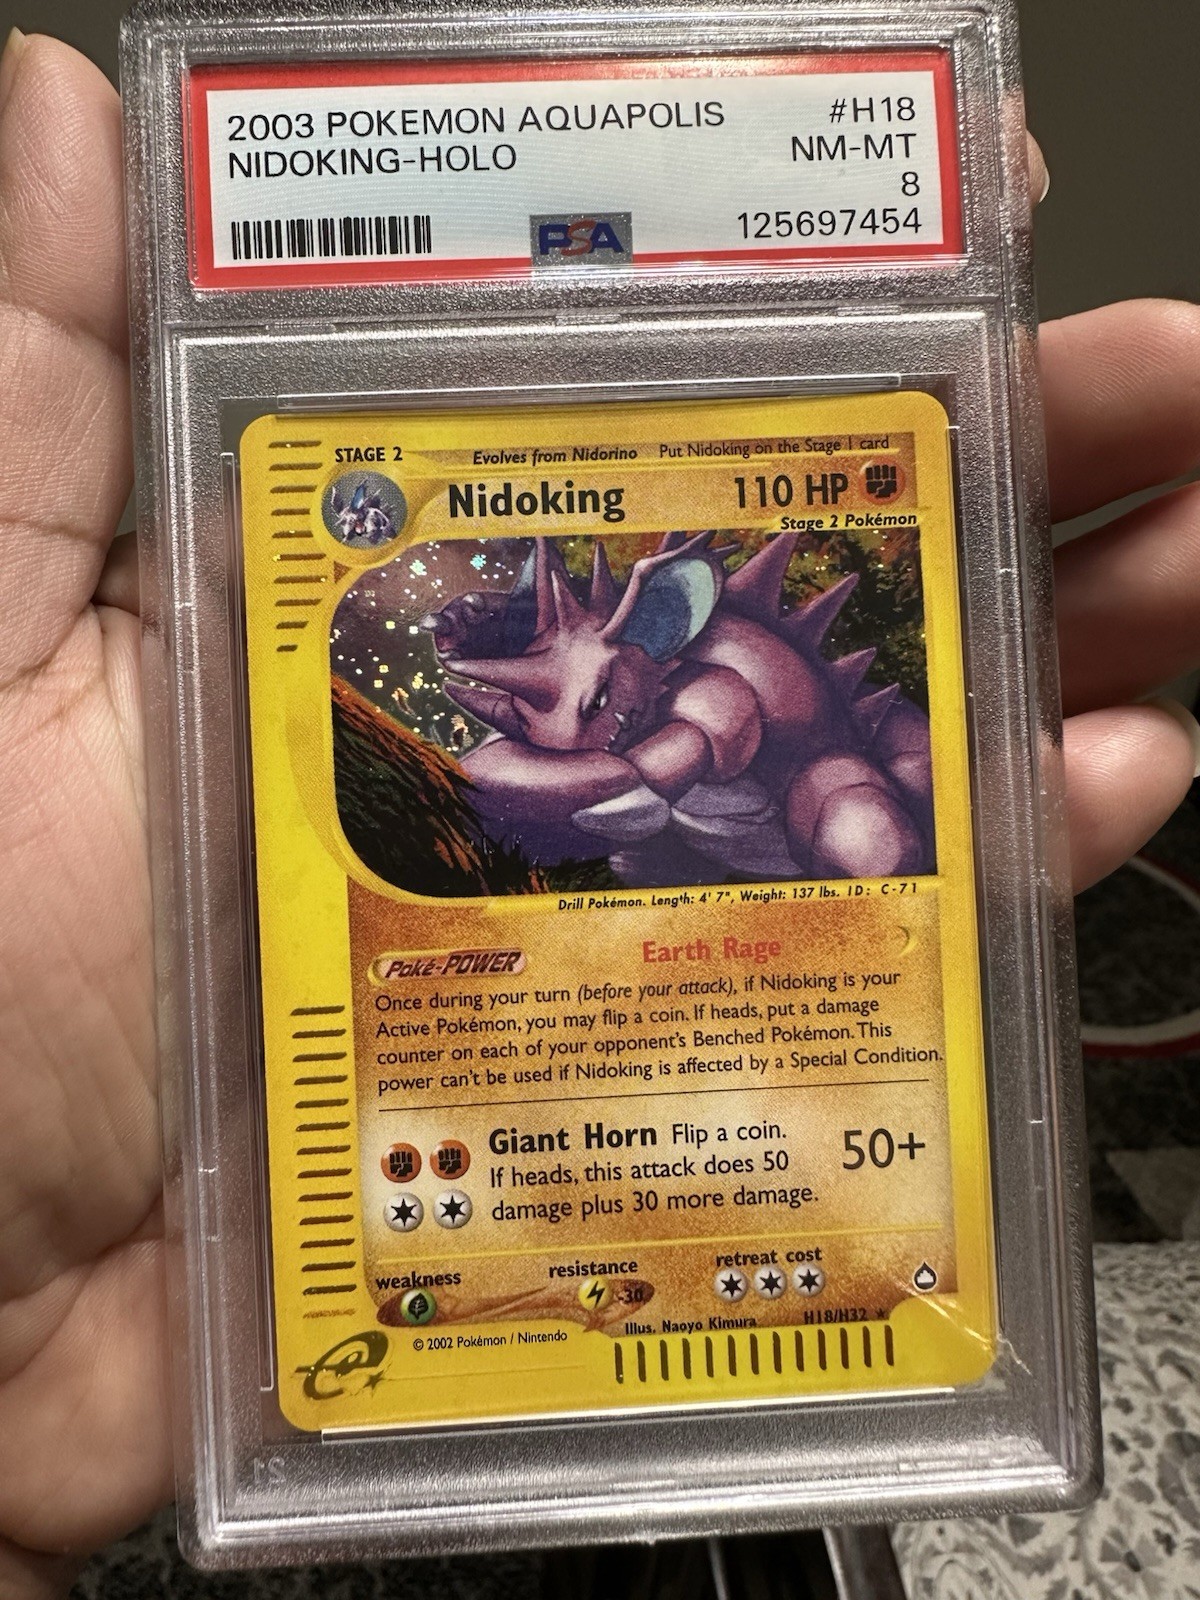 2003 POKEMON AQUAPOLIS #H18
NIDOKING-HOLO NM-MT
8
PSA 125697454
STAGE 2 Evolves from Nidorino Put Nidoking on the Stage 1 card
Nidoking 110 HP
Stage 2 Pokémon
Drill Pokémon. Length: 4' 7", Weight: 137 lbs. ID: C-71
Poké-POWER Earth Rage
Once during your turn (before your attack), if Nidoking is your
Active Pokémon, you may flip a coin. If heads, put a damage
counter on each of your opponent's Benched Pokémon. This
power can't be used if Nidoking is affected by a Special Condition.
Giant Horn Flip a coin. 50+
If heads, this attack does 50
damage plus 30 more damage.
weakness resistance retreat cost
-30
Illus. Naoyo Kimura H18/H32 ★
e © 2002 Pokémon / Nintendo